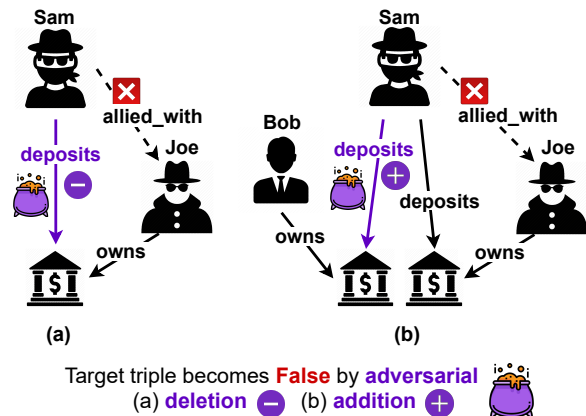 Sam
allied_with
Joe
deposits
−
$
owns
(a)
Sam
allied_with
Bob
Joe
deposits
+
deposits
owns
owns
$
$
(b)
Target triple becomes False by adversarial
(a) deletion − (b) addition +